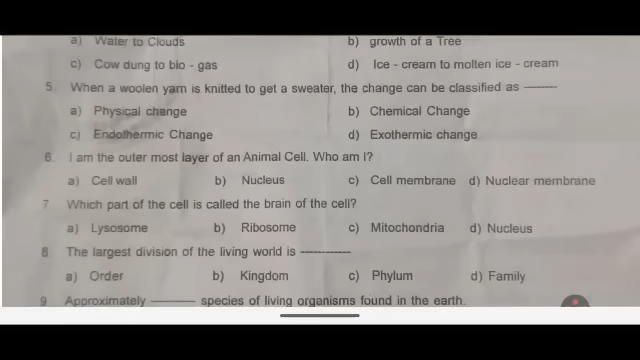 a) Water to Clouds b) growth of a Tree
c) Cow dung to bio - gas d) Ice - cream to molten ice - cream
5. When a woolen yarn is knitted to get a sweater, the change can be classified as ———
a) Physical change b) Chemical Change
c) Endothermic Change d) Exothermic change
6. I am the outer most layer of an Animal Cell. Who am I?
a) Cell wall b) Nucleus c) Cell membrane d) Nuclear membrane
7 Which part of the cell is called the brain of the cell?
a) Lysosome b) Ribosome c) Mitochondria d) Nucleus
8 The largest division of the living world is ------------
a) Order b) Kingdom c) Phylum d) Family
9 Approximately ——— species of living organisms found in the earth.